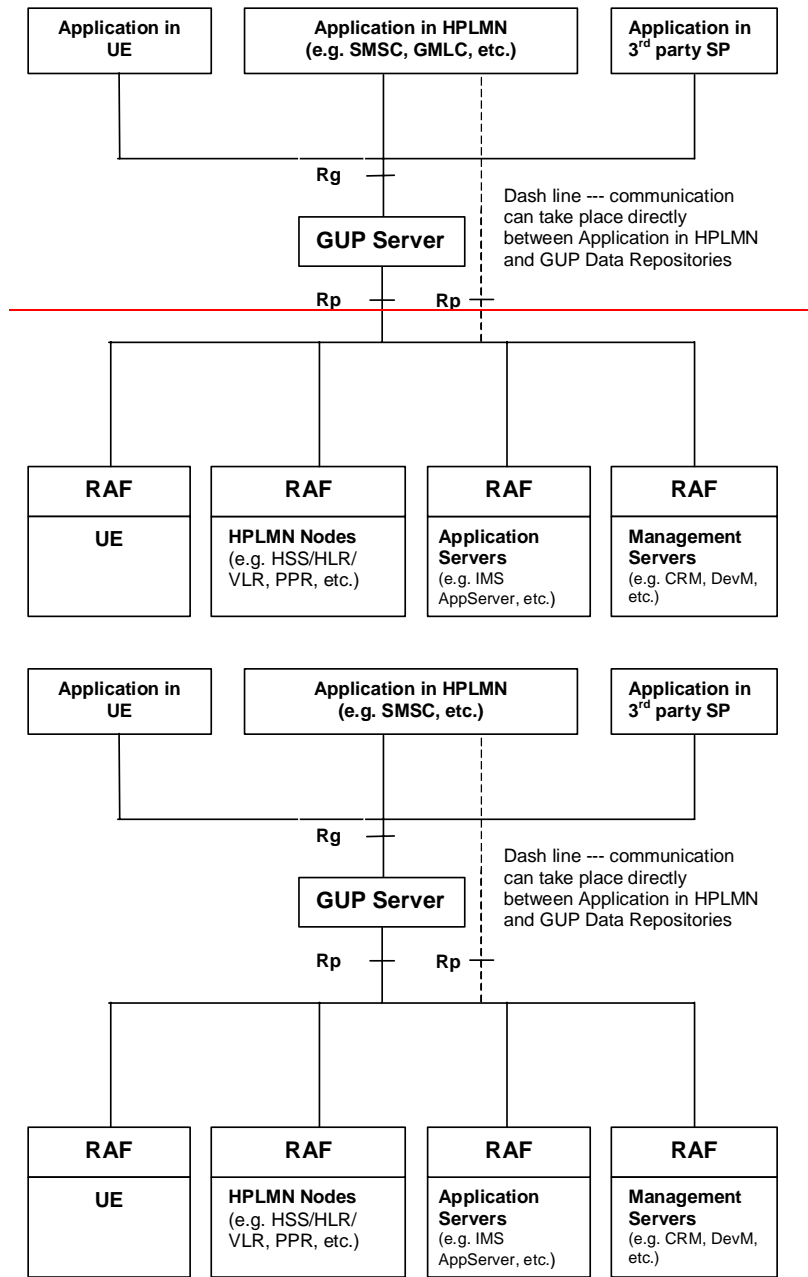 Application in
UE
Application in HPLMN
(e.g. SMSC, GMLC, etc.)
Application in
3rd party SP
Rg
Dash line --- communication
can take place directly
between Application in HPLMN
and GUP Data Repositories
GUP Server
Rp
Rp
RAF
UE
RAF
HPLMN Nodes
(e.g. HSS/HLR/
VLR, PPR, etc.)
RAF
Application
Servers
(e.g. IMS
AppServer, etc.)
RAF
Management
Servers
(e.g. CRM, DevM,
etc.)
Application in
UE
Application in HPLMN
(e.g. SMSC, etc.)
Application in
3rd party SP
Rg
Dash line --- communication
can take place directly
between Application in HPLMN
and GUP Data Repositories
GUP Server
Rp
Rp
RAF
UE
RAF
HPLMN Nodes
(e.g. HSS/HLR/
VLR, PPR, etc.)
RAF
Application
Servers
(e.g. IMS
AppServer, etc.)
RAF
Management
Servers
(e.g. CRM, DevM,
etc.)